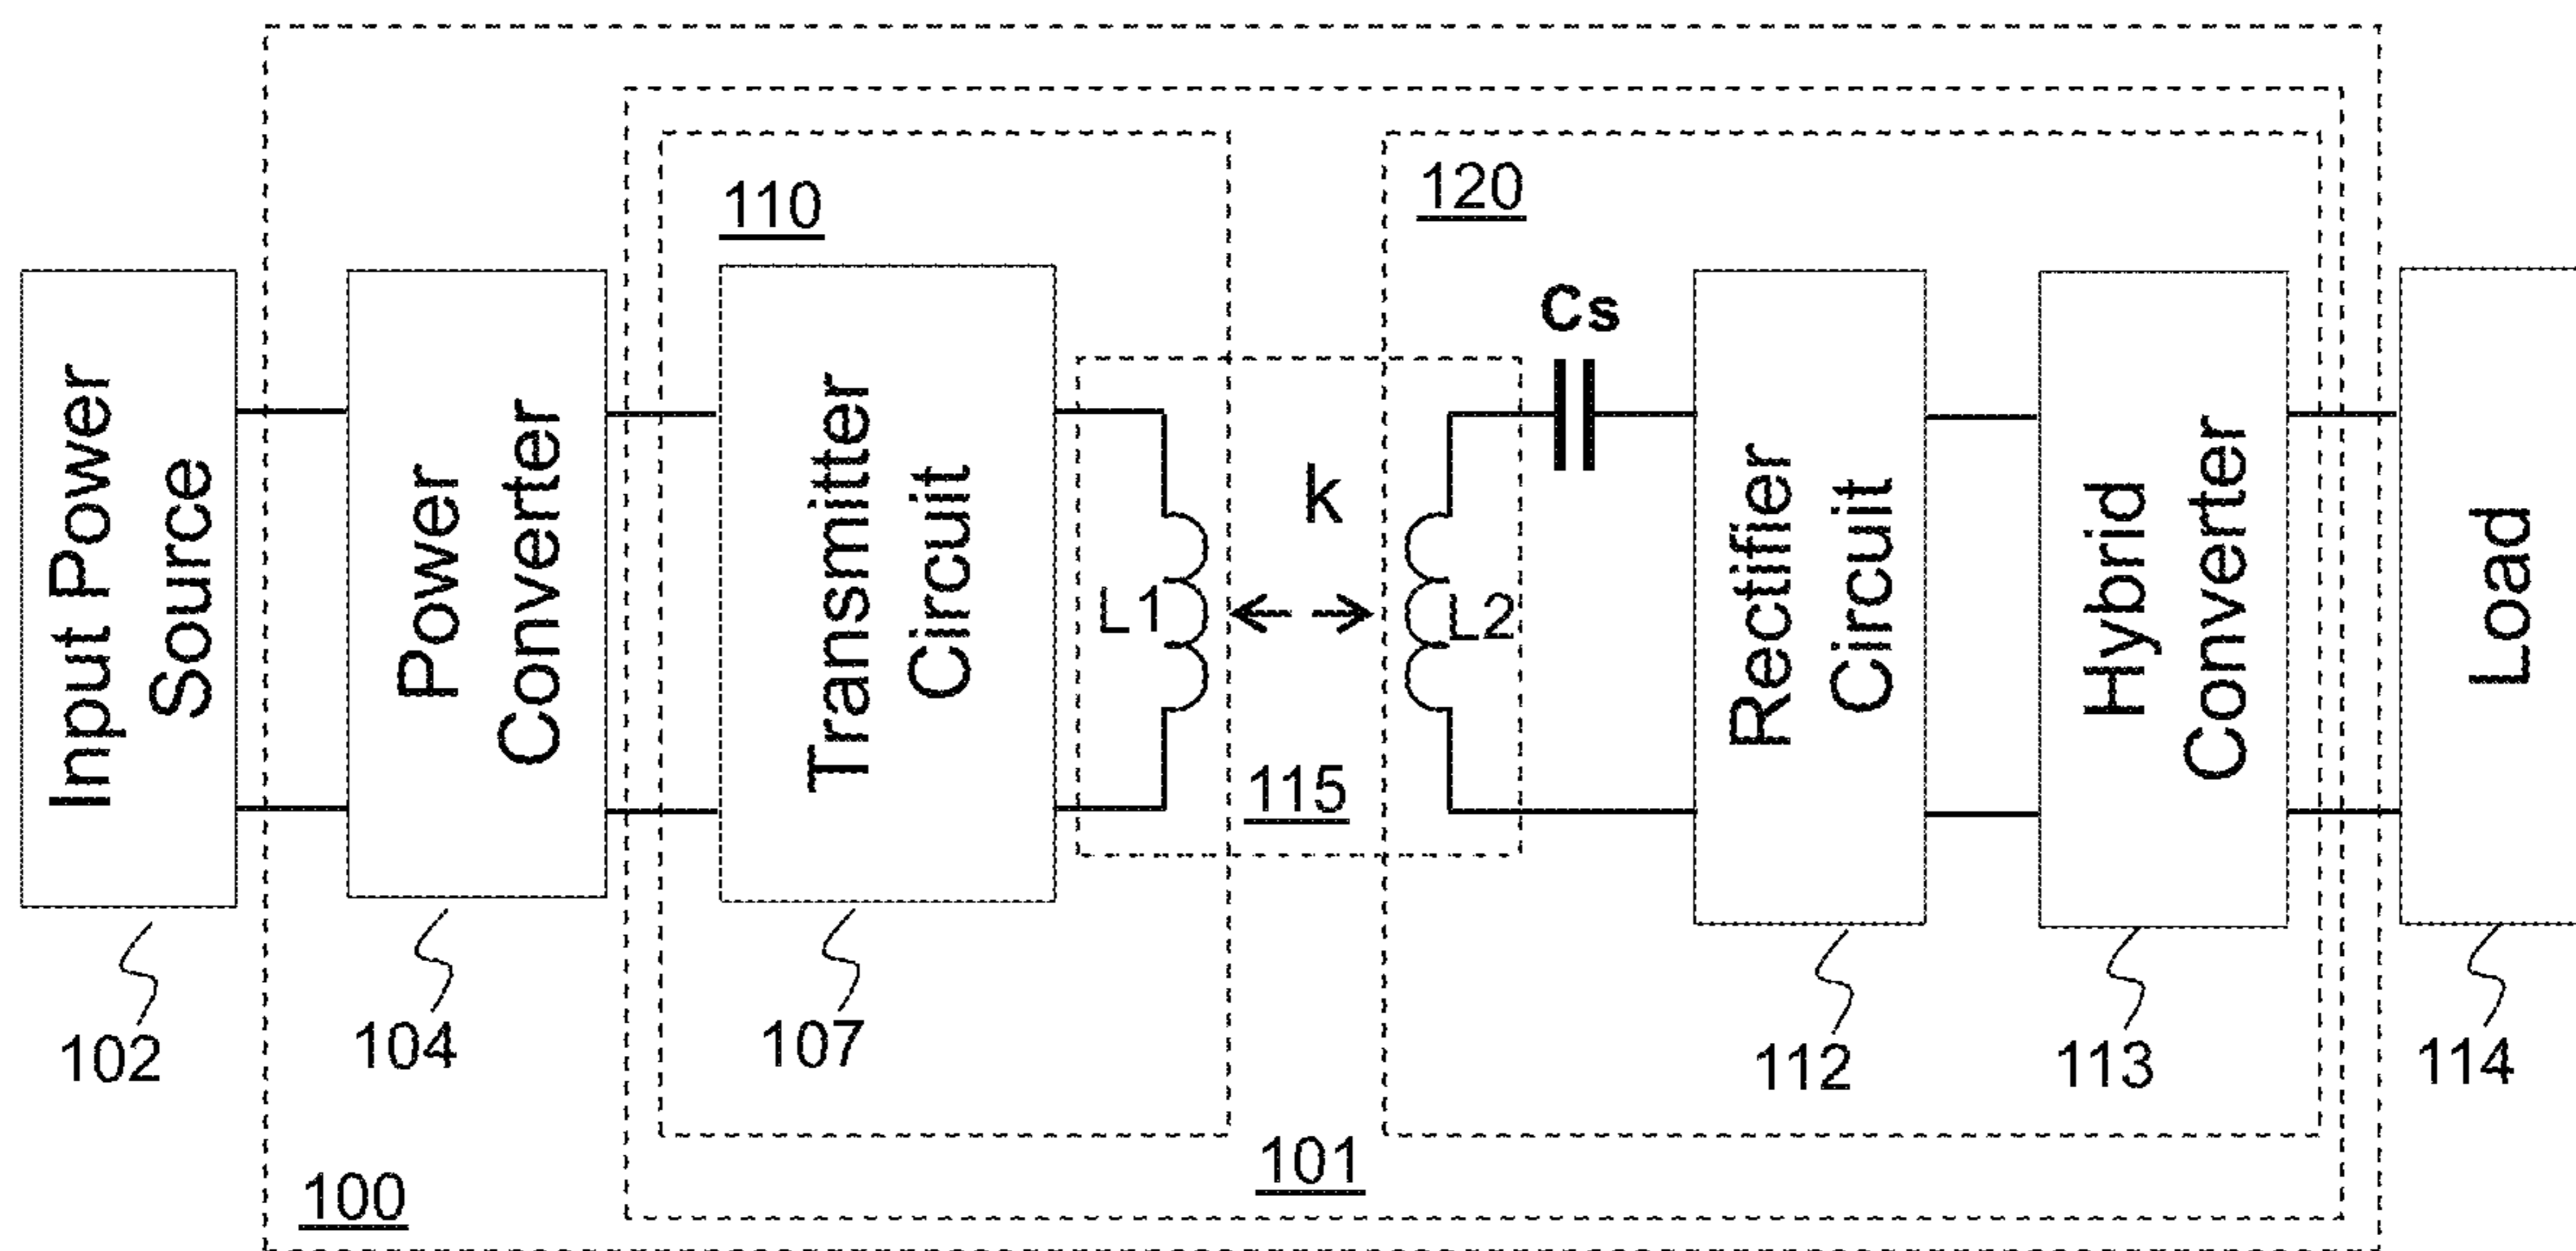 110
120
Cs
Input Power
Source
Power
Converter
Transmitter
Circuit
L1
k
L2
115
Rectifier
Circuit
Hybrid
Converter
Load
102
104
107
112
113
114
100
101